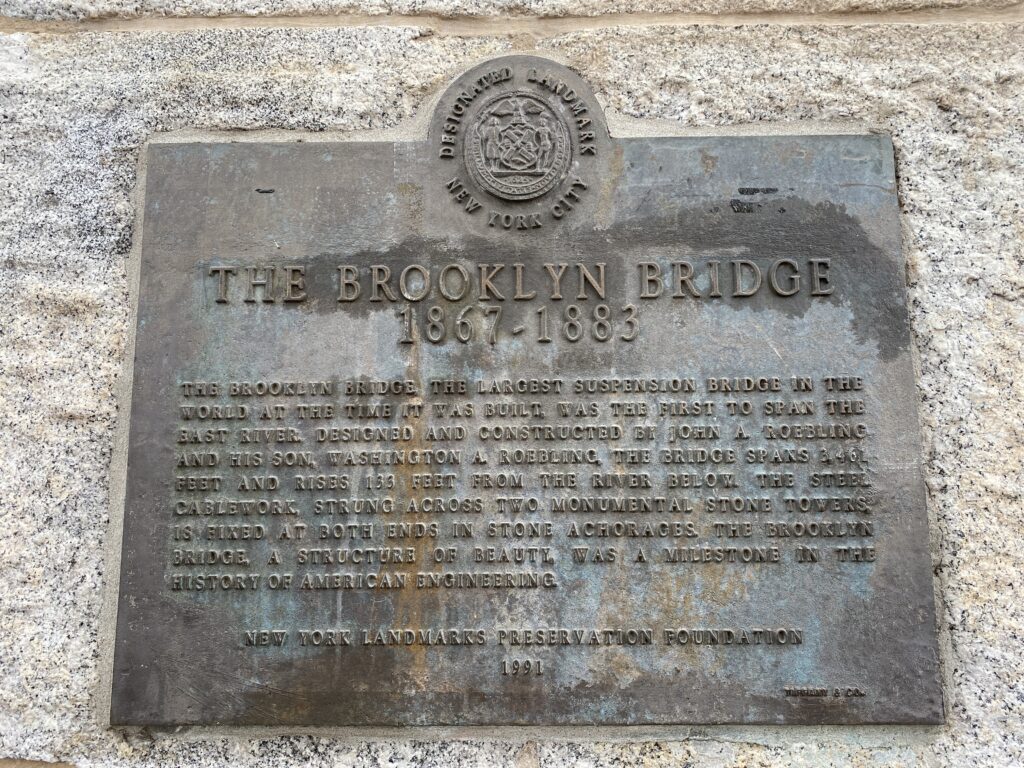 DESIGNATED LANDMARK
NEW YORK CITY
THE BROOKLYN BRIDGE
1867-1883
THE BROOKLYN BRIDGE, THE LARGEST SUSPENSION BRIDGE IN THE
WORLD AT THE TIME IT WAS BUILT, WAS THE FIRST TO SPAN THE
EAST RIVER. DESIGNED AND CONSTRUCTED BY JOHN A. ROEBLING
AND HIS SON, WASHINGTON A. ROEBLING, THE BRIDGE SPANS 3,461
FEET AND RISES 133 FEET FROM THE RIVER BELOW. THE STEEL
CABLEWORK, STRUNG ACROSS TWO MONUMENTAL STONE TOWERS,
IS FIXED AT BOTH ENDS IN STONE ACHORAGES. THE BROOKLYN
BRIDGE, A STRUCTURE OF BEAUTY, WAS A MILESTONE IN THE
HISTORY OF AMERICAN ENGINEERING.
NEW YORK LANDMARKS PRESERVATION FOUNDATION
1991
& CO.